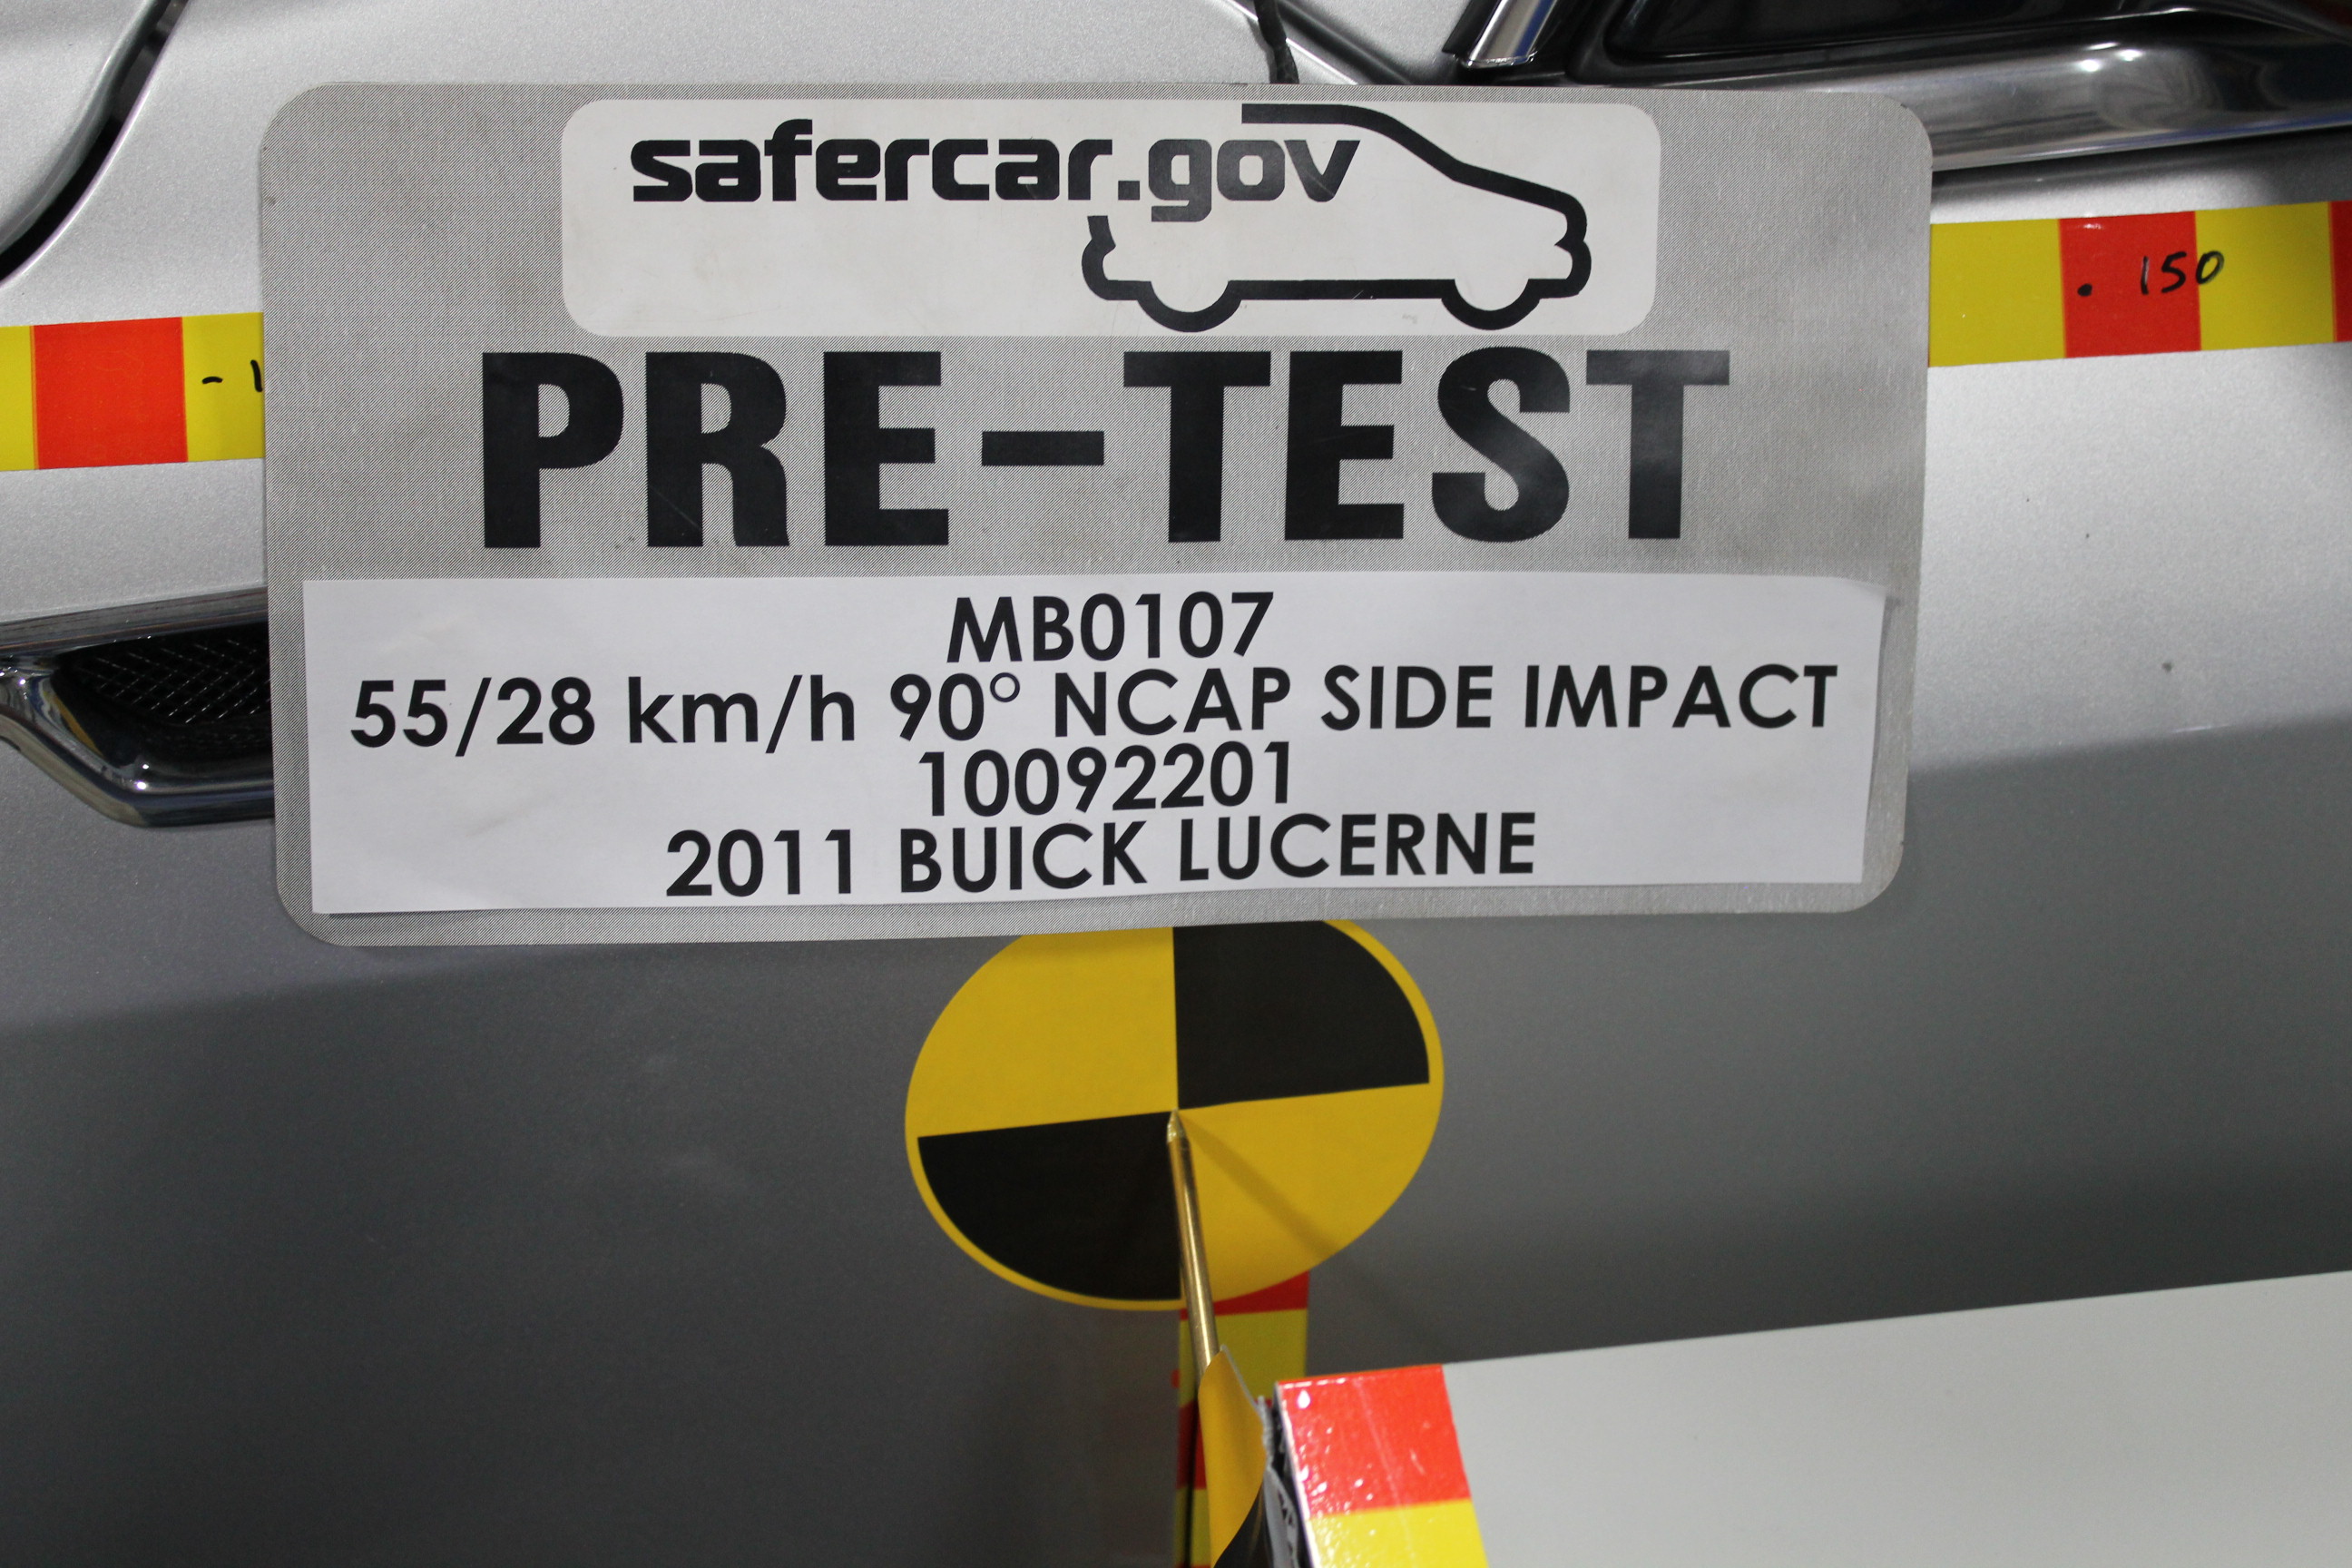 safercar.gov
. 150
PRE-TEST
MB0107
55/28 km/h 90° NCAP SIDE IMPACT
10092201
2011 BUICK LUCERNE